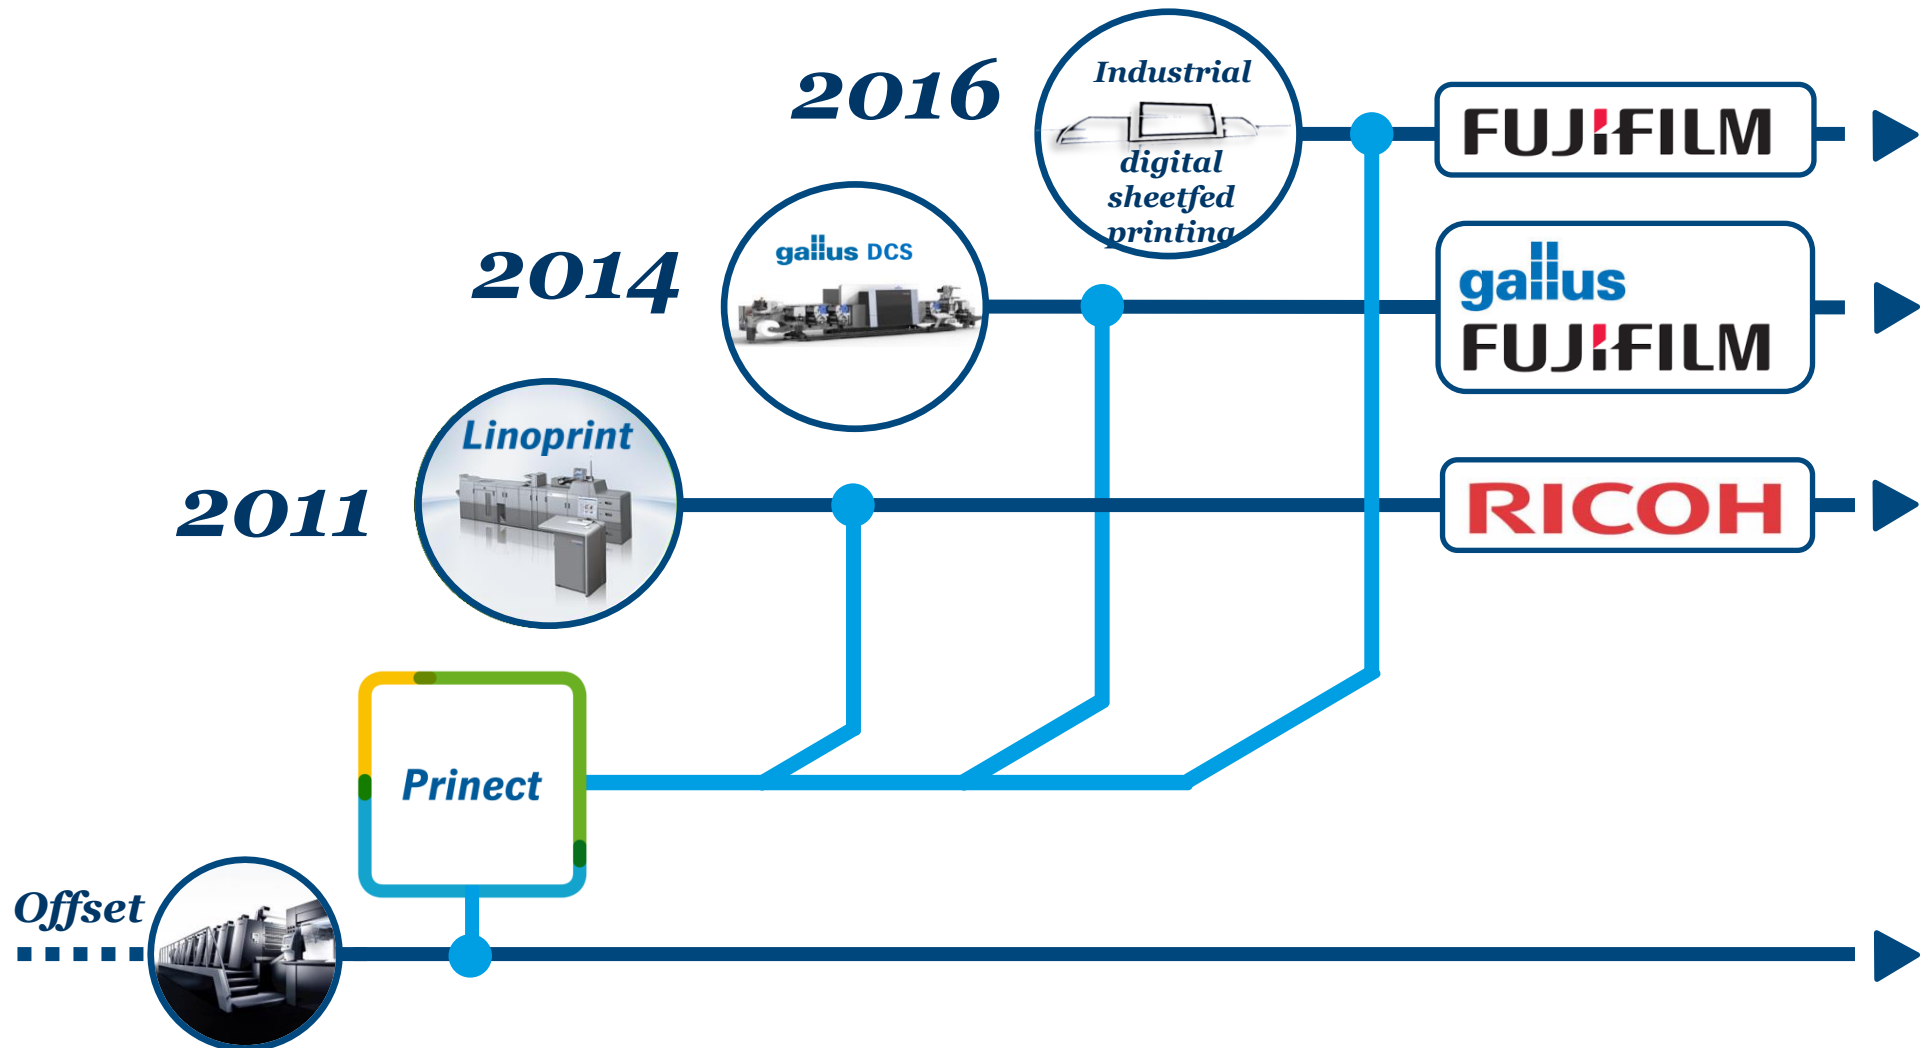 2016
Industrial
digital
sheetfed
printing
FUJIFILM
2014
gallus DCS
gallus
FUJIFILM
2011
Linoprint
RICOH
Prinect
Offset